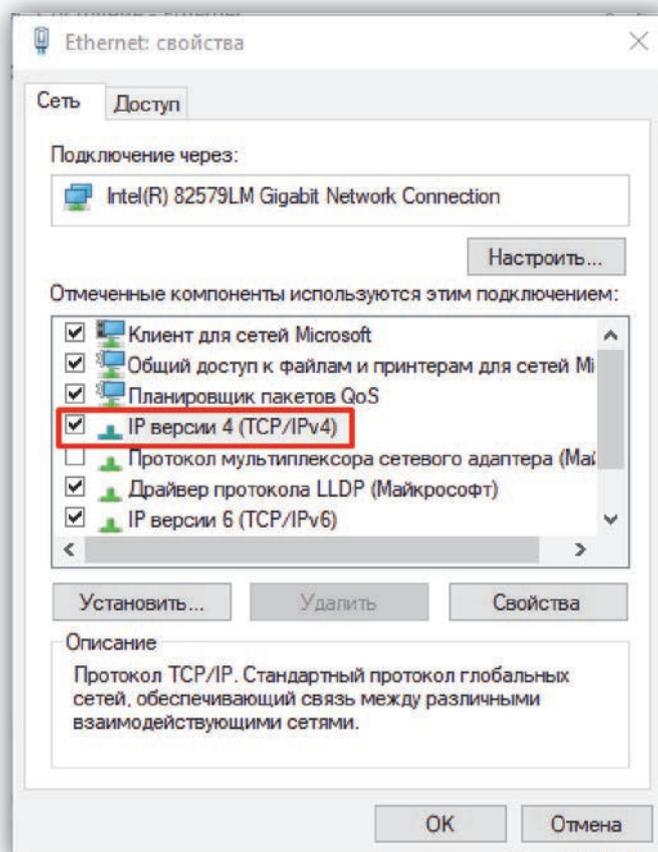 Ethernet: свойства
Сеть
Доступ
Подключение через:
Intel(R) 82579LM Gigabit Network Connection
Настроить...
Отмеченные компоненты используются этим подключением:
Клиент для сетей Microsoft
Общий доступ к файлам и принтерам для сетей Mi
Планировщик пакетов QoS
IP версии 4 (TCP/IPv4)
Протокол мультиплексора сетевого адаптера (Май
Драйвер протокола LLDP (Майкрософт)
IP версии 6 (TCP/IPv6)
Установить...
Удалить
Свойства
Описание
Протокол TCP/IP. Стандартный протокол глобальных
сетей, обеспечивающий связь между различными
взаимодействующими сетями.
OK
Отмена